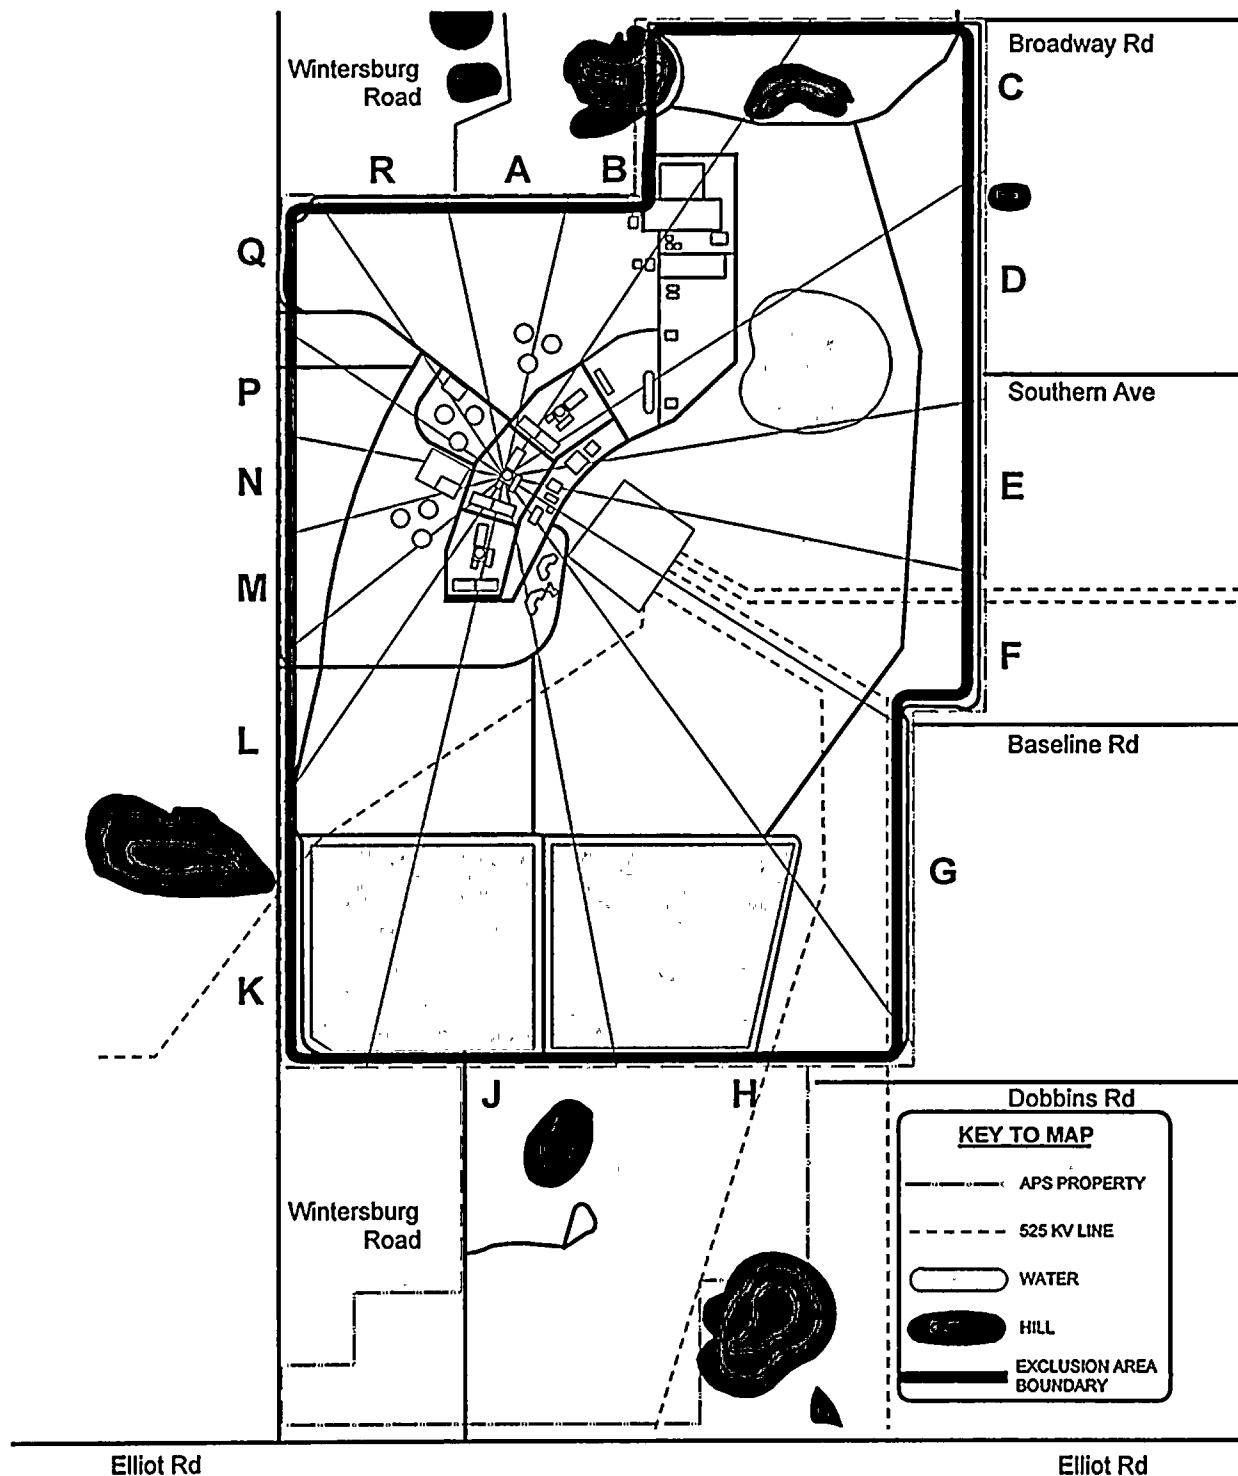 Broadway Rd
Wintersburg
Road
C
R
A
B
Q
D
P
Southern Ave
N
E
M
F
L
Baseline Rd
G
K
J
H
Dobbins Rd
KEY TO MAP
APS PROPERTY
525 KV LINE
WATER
HILL
EXCLUSION AREA
BOUNDARY
Wintersburg
Road
Elliot Rd
Elliot Rd